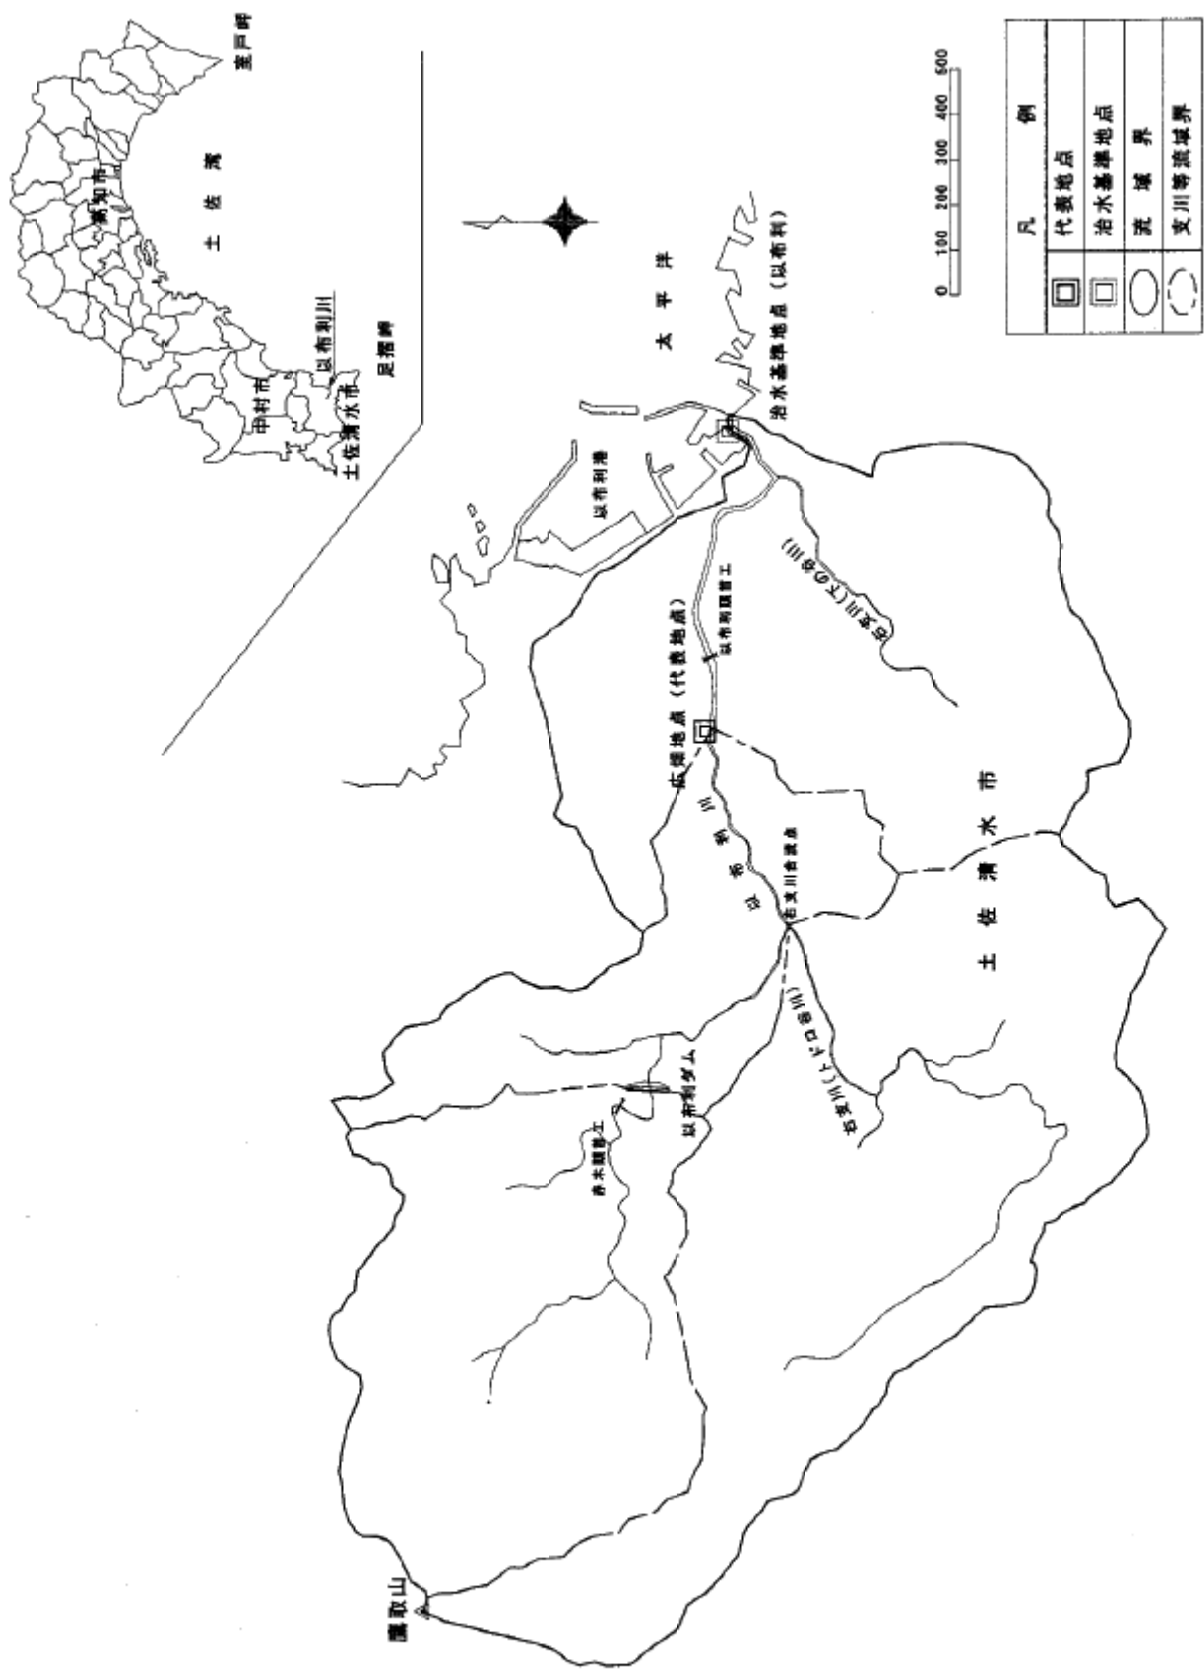 室戸岬
高知市
土佐湾
以布利川
足摺岬
中村市
土佐清水市
太平洋
治水基準地点（以布利）
以布利港
以布利頭首工
右支川(下の谷川)
広畑地点（代表地点）
以布利川
右支川合流点
右支川(トドロ谷川)
土佐清水市
以布利ダム
赤木頭首工
鷹取山
0 100 200 300 400 500
凡例
代表地点
治水基準地点
流域界
支川等流域界